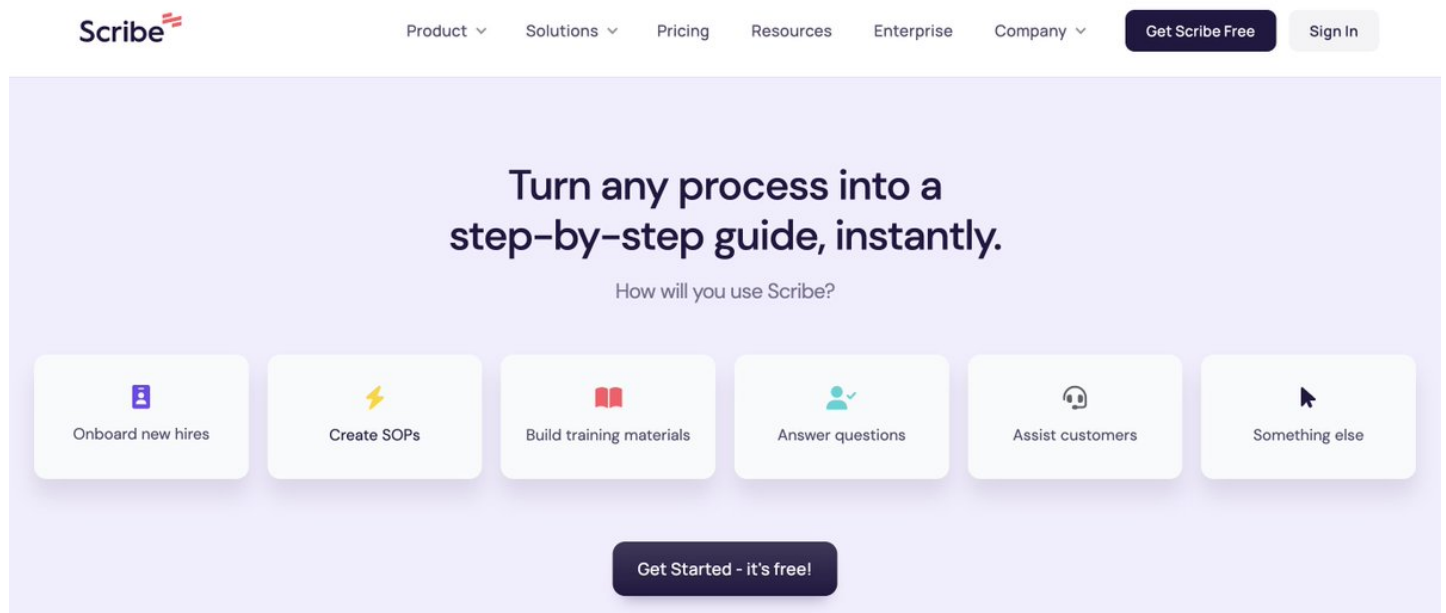 Scribe
Product
Solutions
Pricing
Resources
Enterprise
Company
Get Scribe Free
Sign In
Turn any process into a
step-by-step guide, instantly.
How will you use Scribe?
Onboard new hires
Create SOPs
Build training materials
Answer questions
Assist customers
Something else
Get Started - it's free!